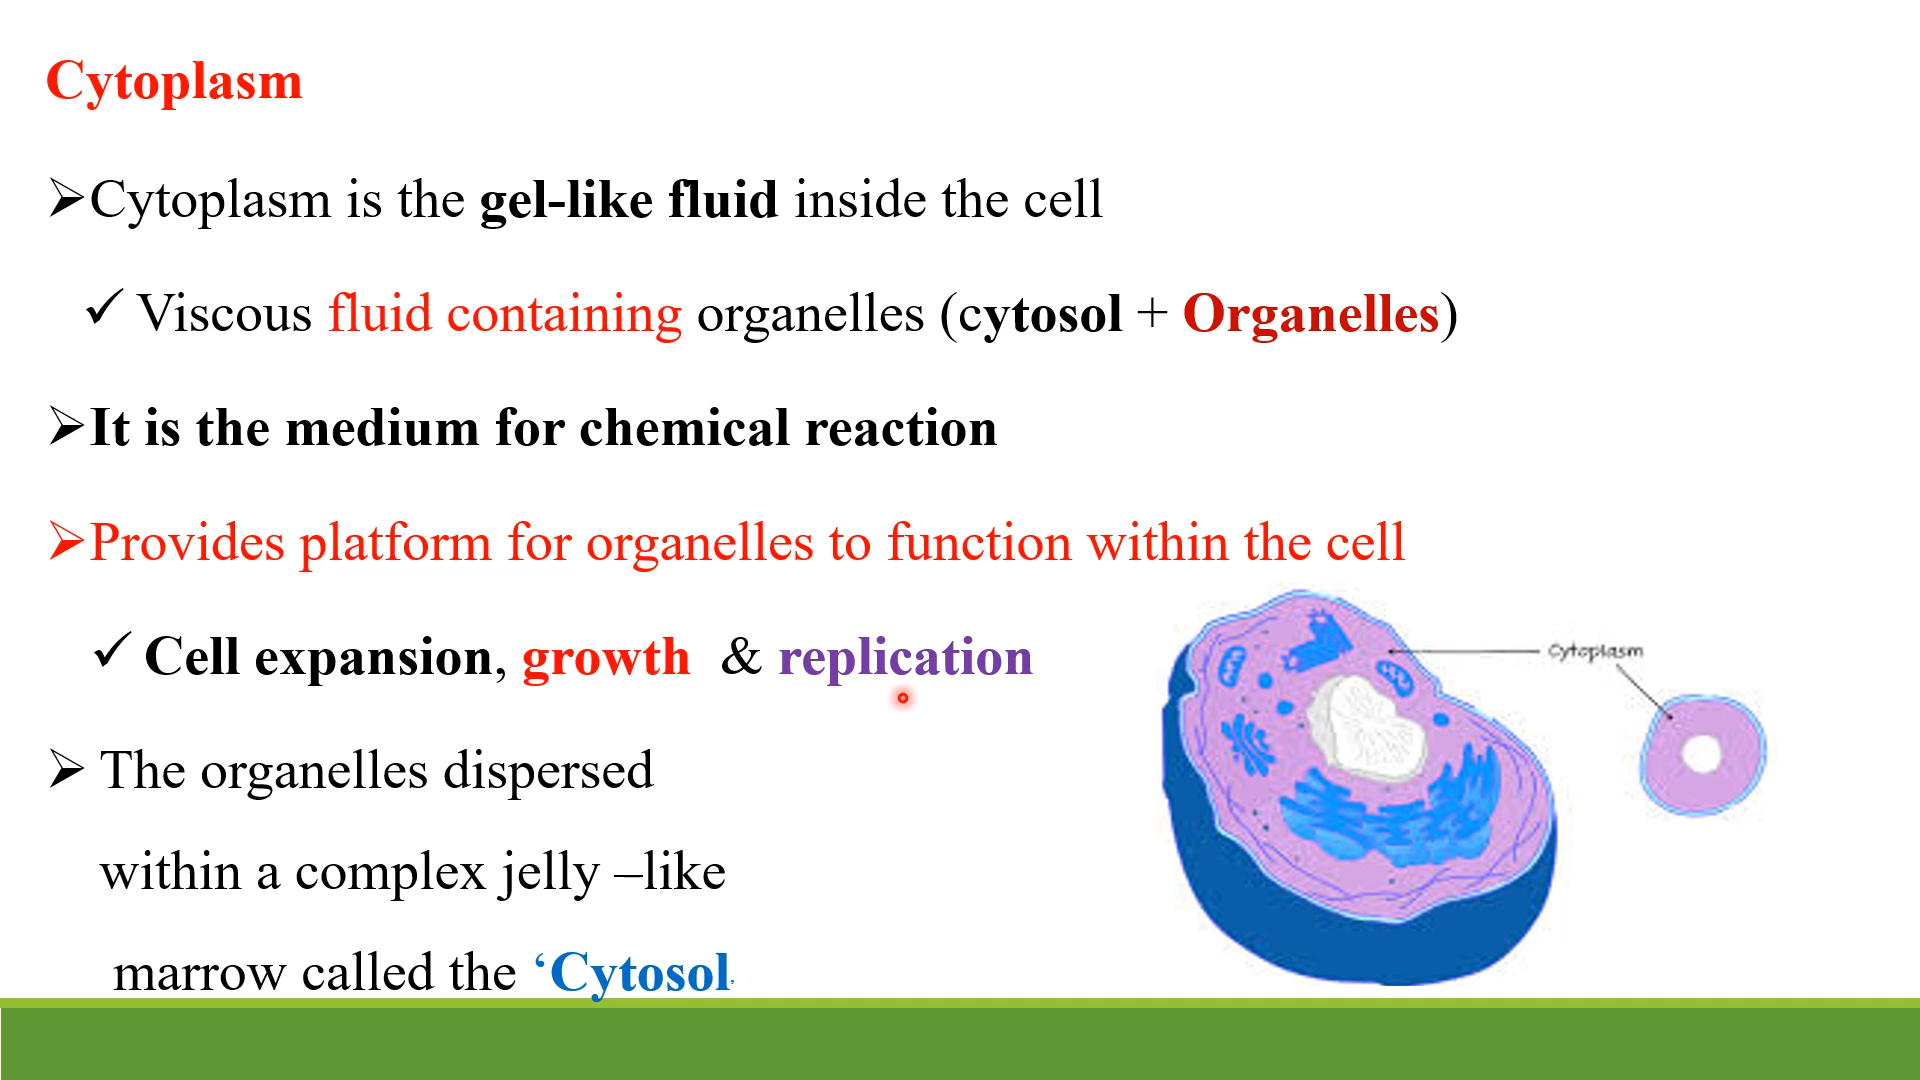 Cytoplasm
➢Cytoplasm is the gel-like fluid inside the cell
✓ Viscous fluid containing organelles (cytosol + Organelles)
➢It is the medium for chemical reaction
➢Provides platform for organelles to function within the cell
✓ Cell expansion, growth & replication
➢ The organelles dispersed
within a complex jelly –like
marrow called the ‘Cytosol’
Cytoplasm